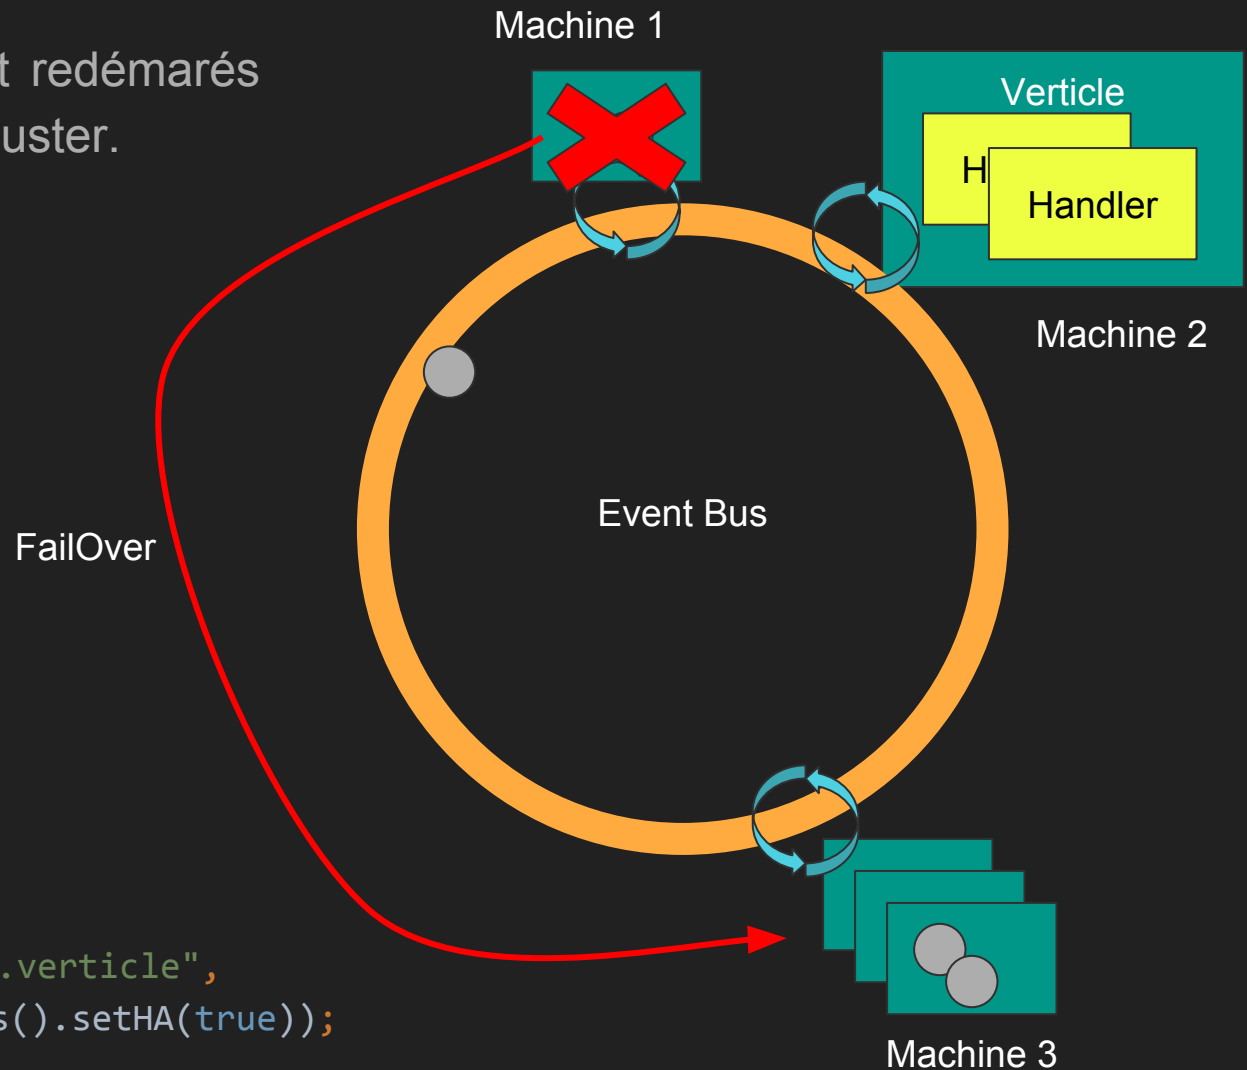 Machine 1
t redémarés
uster.
Verticle
H
Handler
Machine 2
Event Bus
FailOver
.verticle",
s().setHA(true));
Machine 3